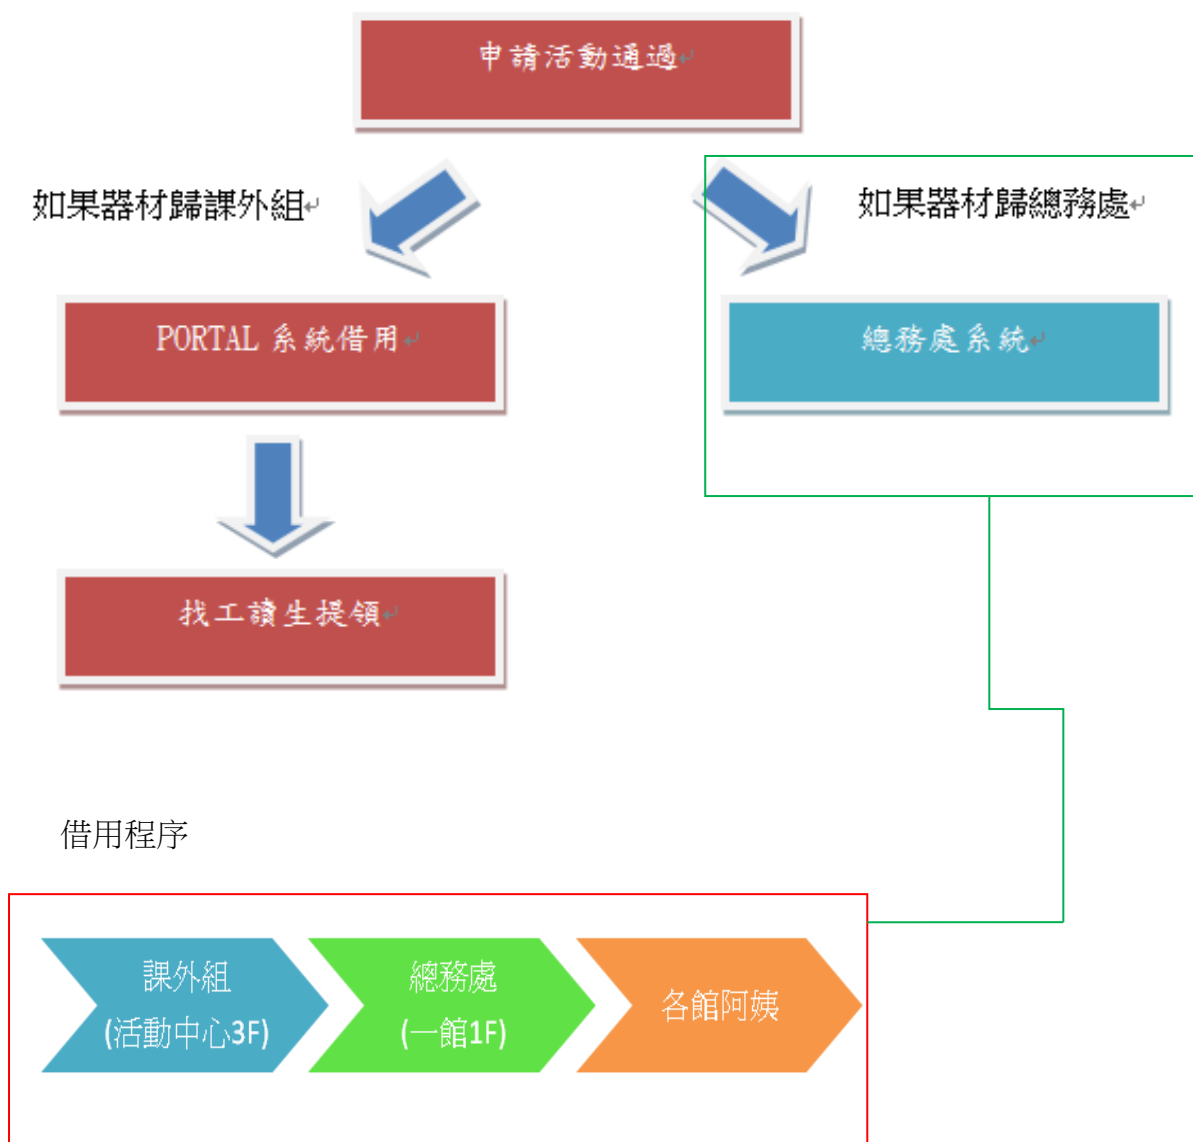 申請活動通過↵
如果器材歸課外組↵
如果器材歸總務處↵
PORTAL 系統借用↵
總務處系統↵
找工讀生提領↵
借用程序
課外組
(活動中心3F)
總務處
(一館1F)
各館阿姨